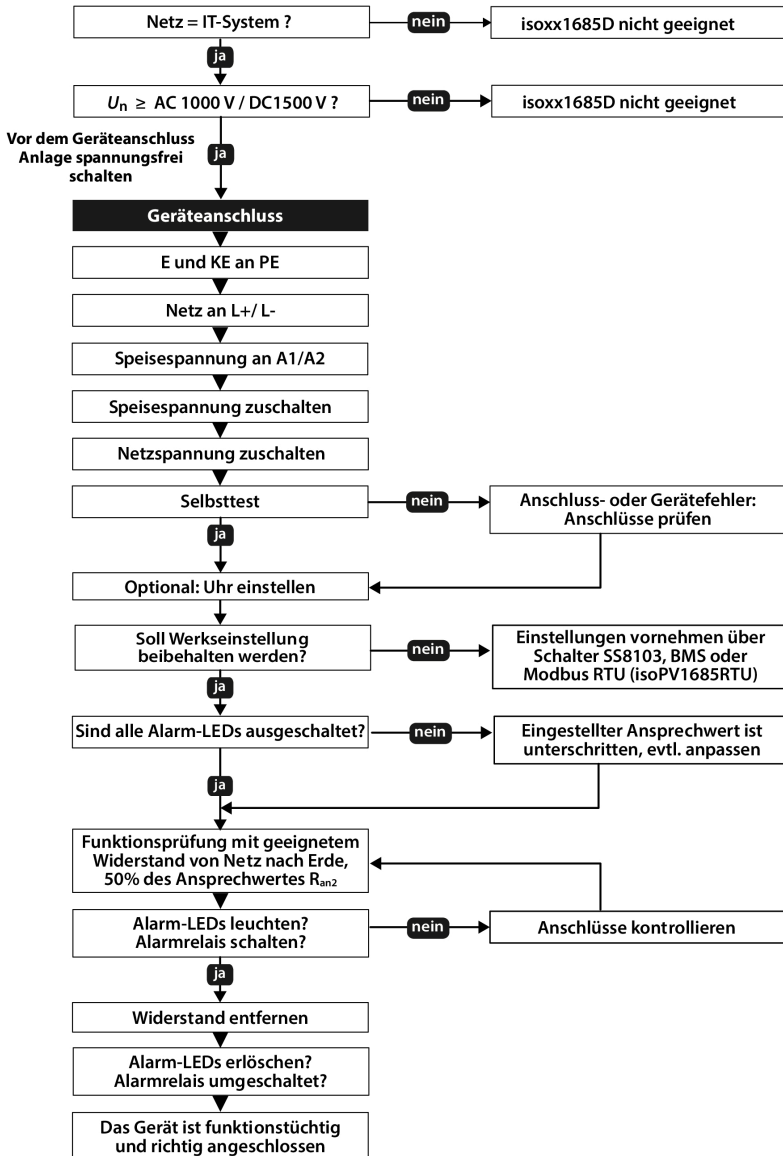 Netz = IT-System ?
nein
isoxx1685D nicht geeignet
ja
Un ≥ AC 1000 V / DC1500 V ?
nein
isoxx1685D nicht geeignet
Vor dem Geräteanschluss
Anlage spannungsfrei
schalten
ja
Geräteanschluss
E und KE an PE
Netz an L+/ L-
Speisespannung an A1/A2
Speisespannung zuschalten
Netzspannung zuschalten
Selbsttest
nein
Anschluss- oder Gerätefehler:
Anschlüsse prüfen
ja
Optional: Uhr einstellen
Soll Werkseinstellung
beibehalten werden?
nein
Einstellungen vornehmen über
Schalter SS8103, BMS oder
Modbus RTU (isoPV1685RTU)
ja
Sind alle Alarm-LEDs ausgeschaltet?
nein
Eingestellter Ansprechwert ist
unterschritten, evtl. anpassen
ja
Funktionsprüfung mit geeignetem
Widerstand von Netz nach Erde,
50% des Ansprechwertes Ran2
Alarm-LEDs leuchten?
Alarmrelais schalten?
nein
Anschlüsse kontrollieren
ja
Widerstand entfernen
Alarm-LEDs erlöschen?
Alarmrelais umgeschaltet?
Das Gerät ist funktionstüchtig
und richtig angeschlossen